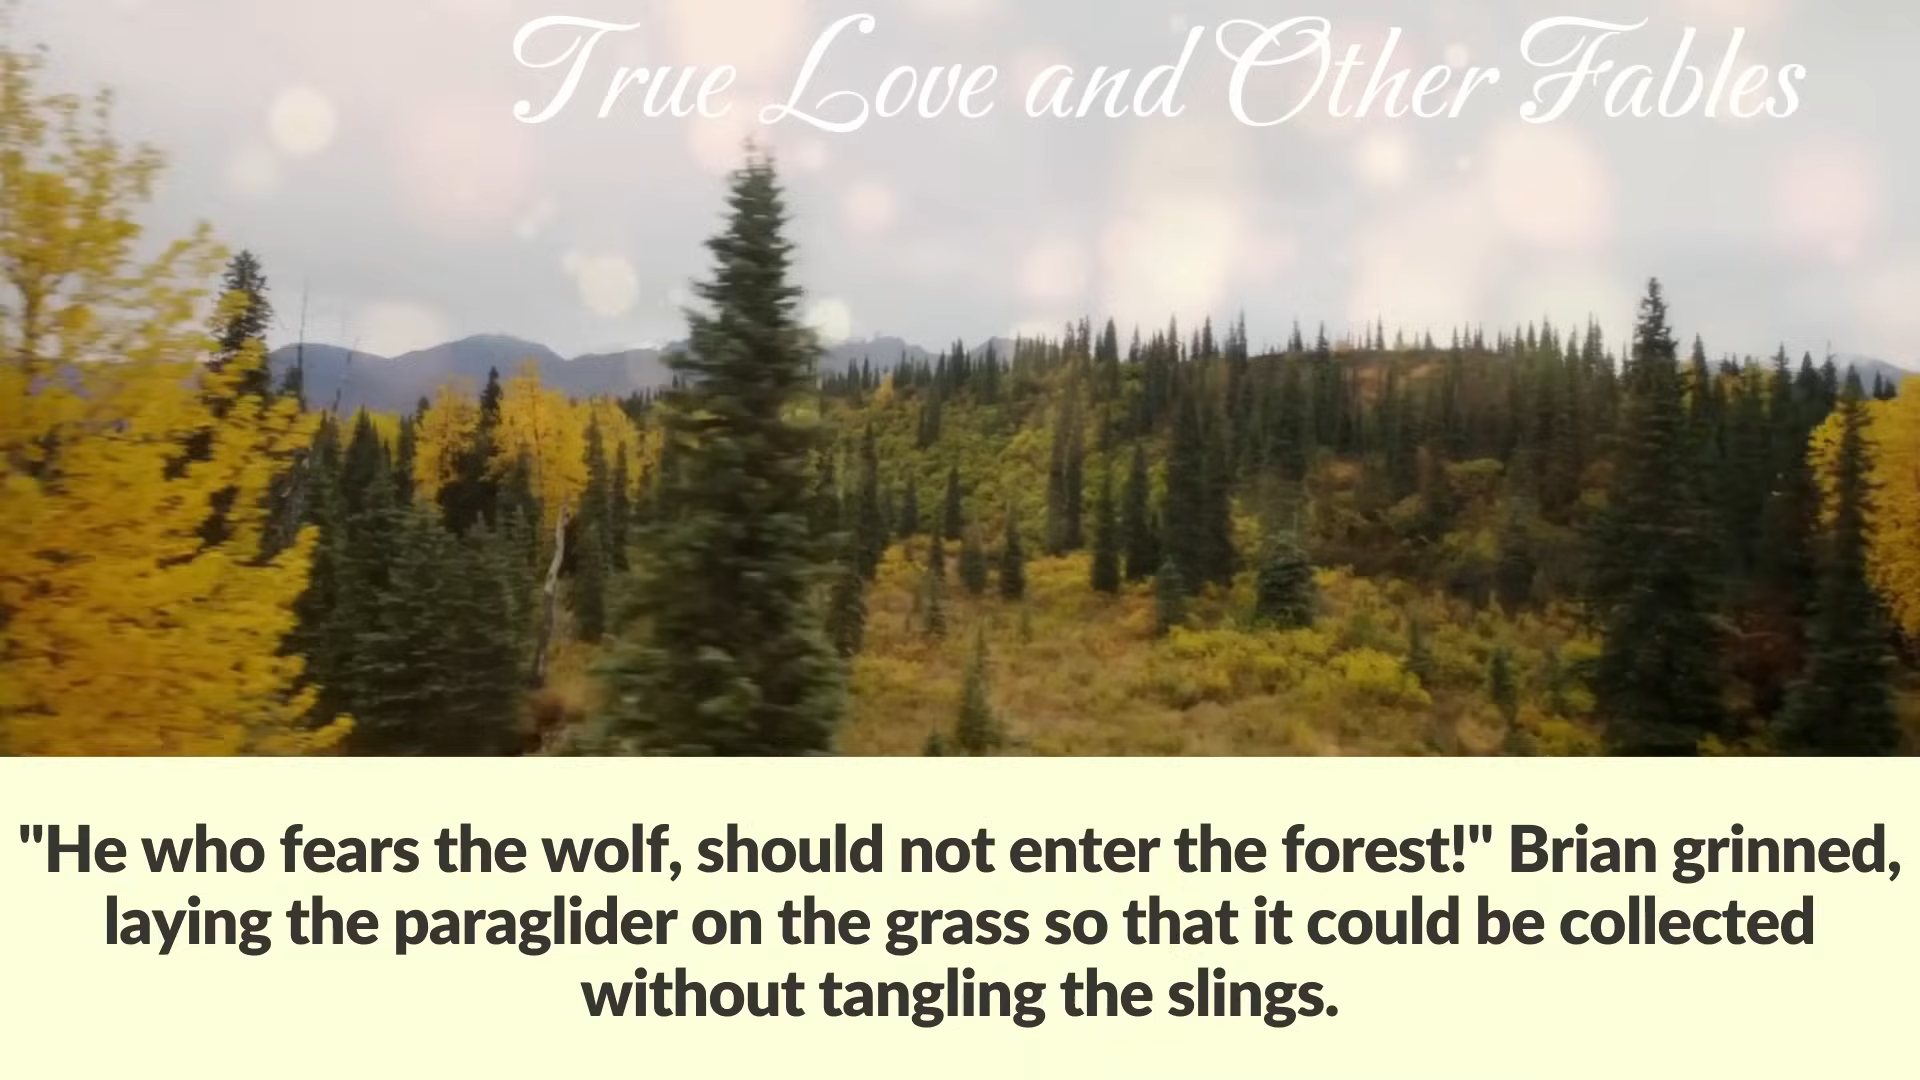 True Love and Other Fables
"He who fears the wolf, should not enter the forest!" Brian grinned,
laying the paraglider on the grass so that it could be collected
without tangling the slings.